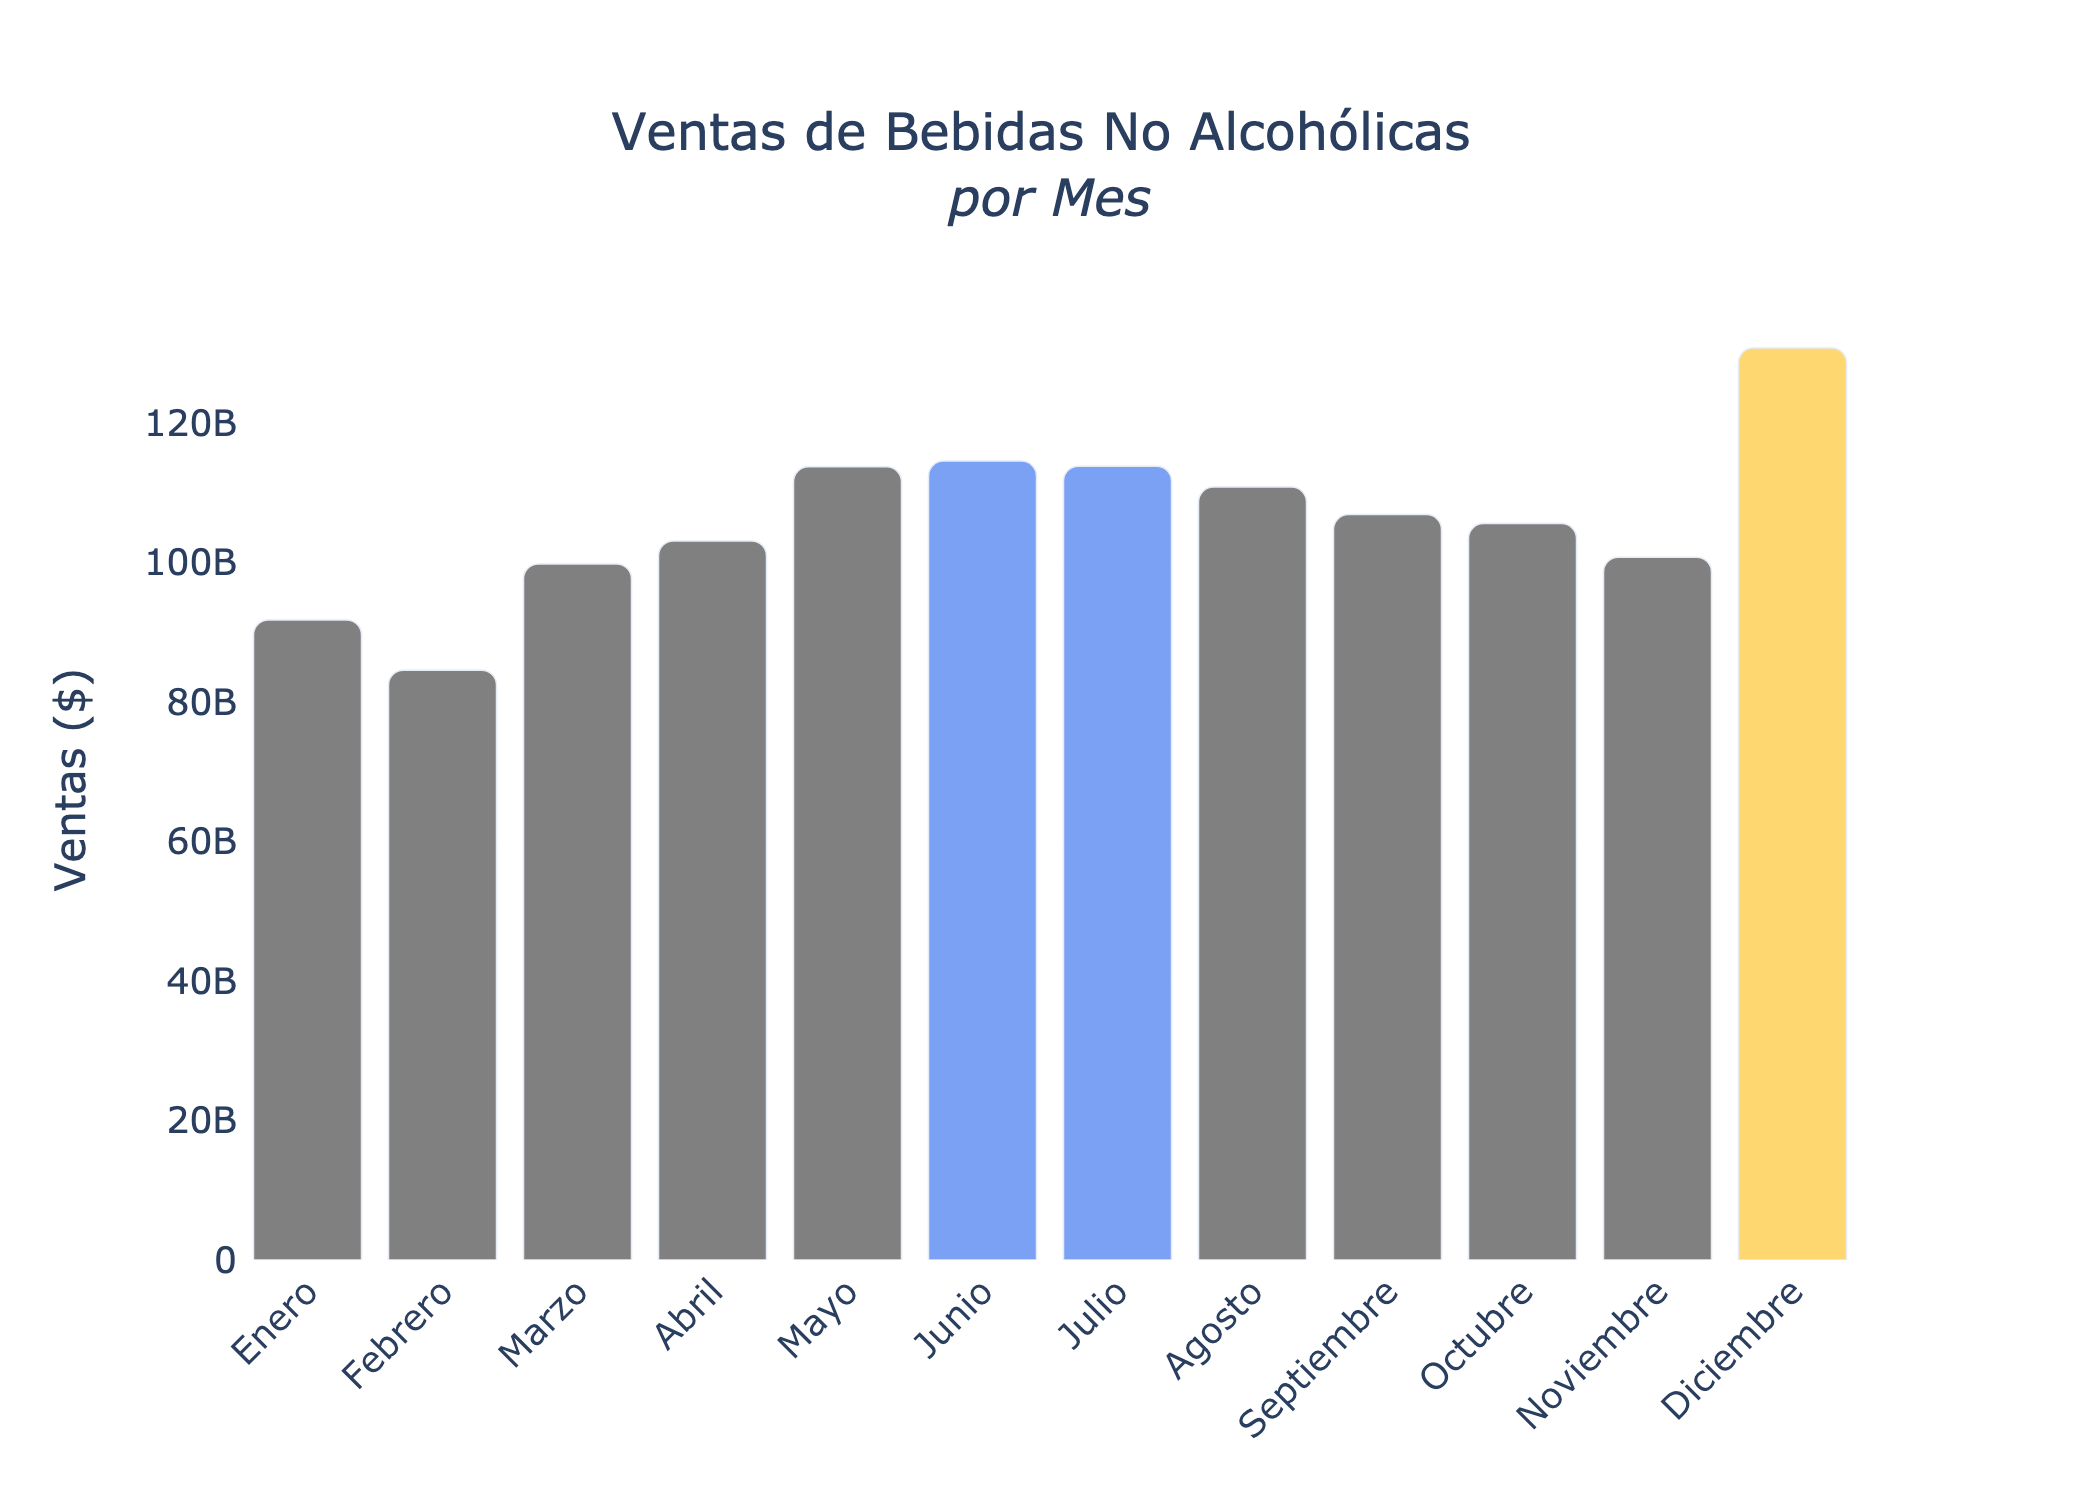 Ventas de Bebidas No Alcohólicas
por Mes
Ventas ($)
120B
100B
80B
60B
40B
20B
0
Enero
Febrero
Marzo
Abril
Mayo
Junio
Julio
Agosto
Septiembre
Octubre
Noviembre
Diciembre